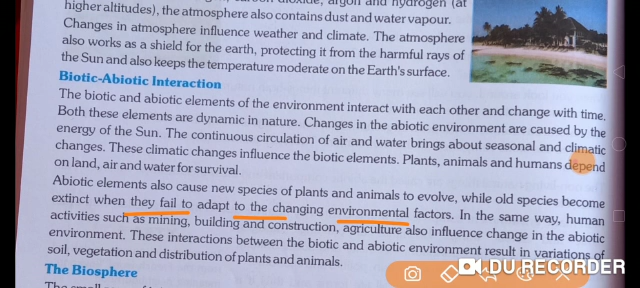 higher altitudes), the atmosphere also contains dust and water vapour.
Changes in atmosphere influence weather and climate. The atmosphere
also works as a shield for the earth, protecting it from the harmful rays of
the Sun and also keeps the temperature moderate on the Earth's surface.
Biotic-Abiotic Interaction
The biotic and abiotic elements of the environment interact with each other and change with time.
Both these elements are dynamic in nature. Changes in the abiotic environment are caused by the
energy of the Sun. The continuous circulation of air and water brings about seasonal and climatic
changes. These climatic changes influence the biotic elements. Plants, animals and humans depend
on land, air and water for survival.
Abiotic elements also cause new species of plants and animals to evolve, while old species become
extinct when they fail to adapt to the changing environmental factors. In the same way, human
activities such as mining, building and construction, agriculture also influence change in the abiotic
environment. These interactions between the biotic and abiotic environment result in variations of
soil, vegetation and distribution of plants and animals.
The Biosphere
DU RECORDER